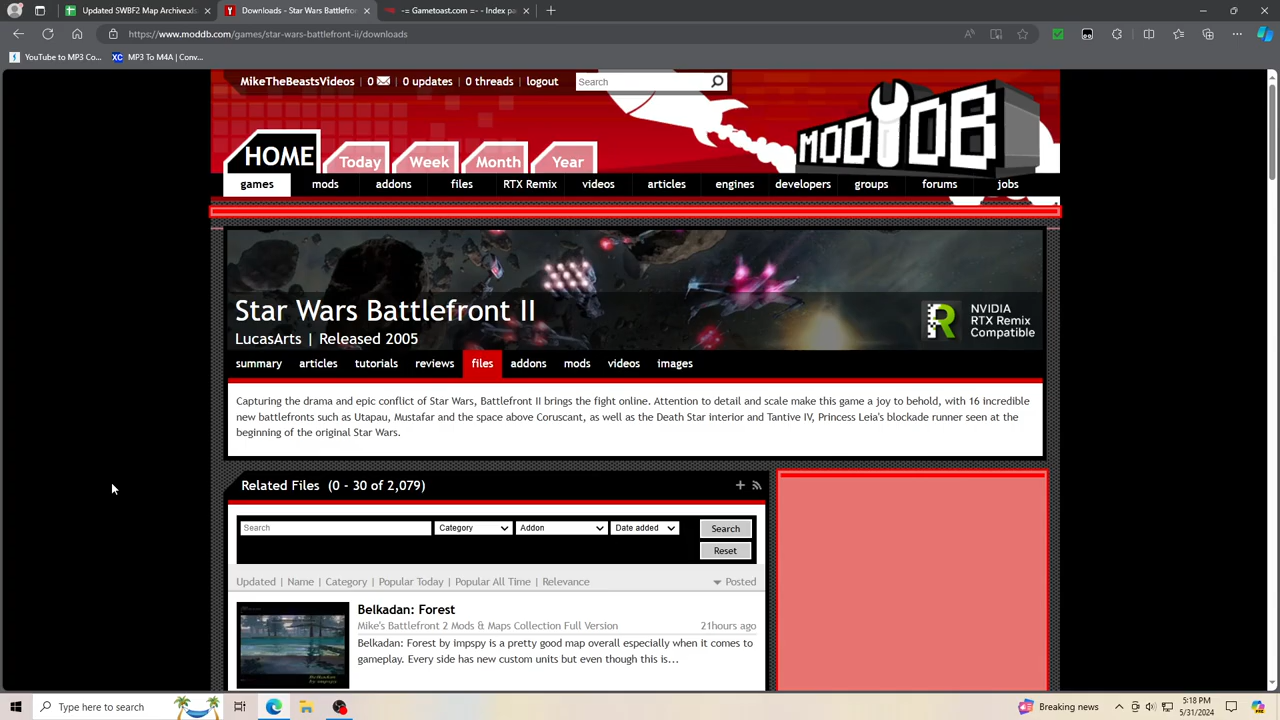 Updated SWBF2 Map Archive.xl
Yandetoast.com is a.... : RTX pa
https://www.moddb.com/games/star-wars-battlefront-ii/downloads
YouTube to MP3 Co...
MP3 To M4A | Conv...
MikeTheBeastsVideos | 0 | 0 updates | 0 threads | logout
Search
MODDB
HOME
Today
Week
Month
Year
games
mods
addons
files
RTX Remix
videos
articles
engines
developers
groups
forums
jobs
Star Wars Battlefront II
LucasArts | Released 2005
NVIDIA
RTX Remix
Compatible
summary
articles
tutorials
reviews
files
addons
mods
videos
images
Capturing the drama and epic conflict of Star Wars, Battlefront II brings the fight online. Attention to detail and scale make this game a joy to behold, with 16 incredible
new battlefronts such as Utapau, Mustafar and the space above Coruscant, as well as the Death Star interior and Tantive IV, Princess Leia's blockade runner seen at the
beginning of the original Star Wars.
Related Files (0 - 30 of 2,079)
Search
Category
Addon
Date added
Search
Reset
Updated | Name | Category | Popular Today | Popular All Time | Relevance
Posted
Belkadan: Forest
Mike's Battlefront 2 Mods & Maps Collection Full Version
21hours ago
Belkadan: Forest by impspy is a pretty good map overall especially when it comes to
gameplay. Every side has new custom units but even though this is...
Type here to search
Breaking news
5:18 PM
5/31/2024